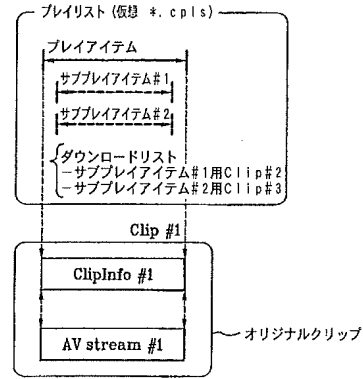 プレイリスト(仮想 *.cpls)
プレイアイテム
サブプレイアイテム#1
サブプレイアイテム#2
ダウンロードリスト
－サブプレイアイテム#1用Clip#2
－サブプレイアイテム#2用Clip#3
Clip #1
ClipInfo #1
オリジナルクリップ
AV stream #1